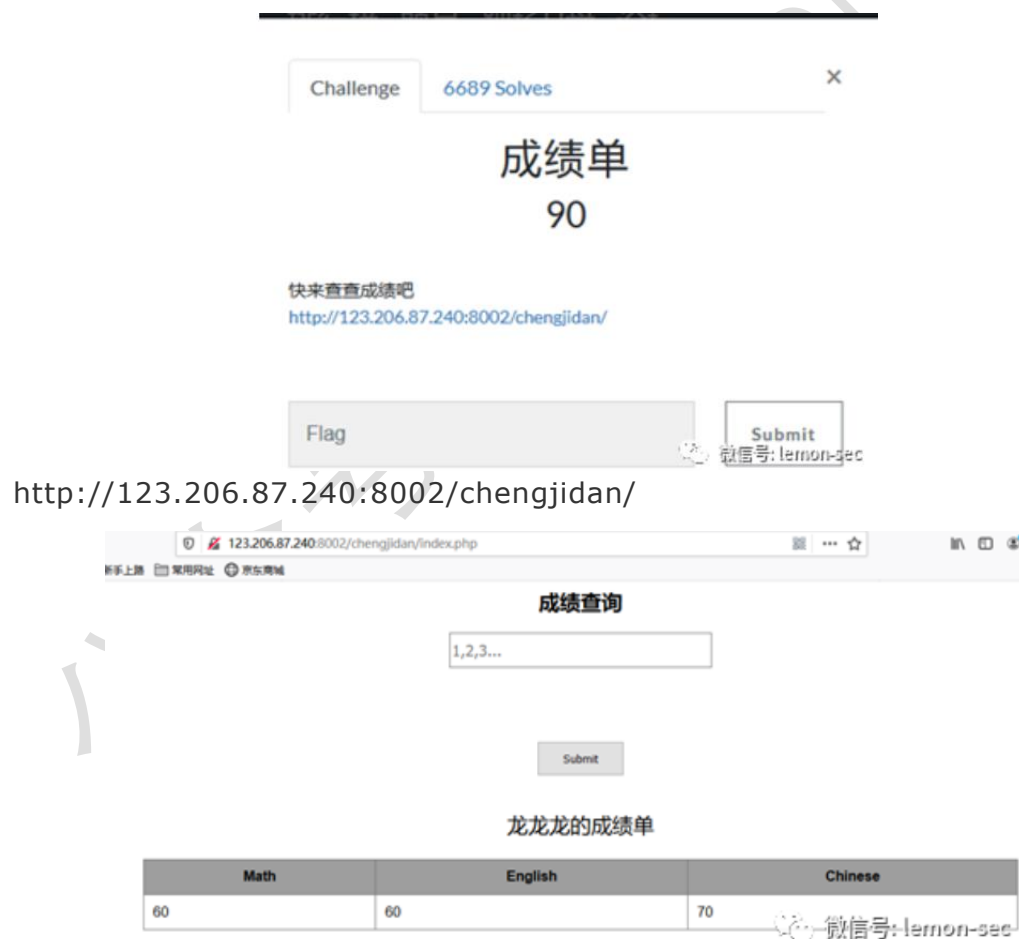 Challenge 6689 Solves ×
成绩单
90
快来查查成绩吧
http://123.206.87.240:8002/chengjidan/
Flag Submit
微信号: lemon-sec
http://123.206.87.240:8002/chengjidan/
123.206.87.240:8002/chengjidan/index.php
新手上路 常用网址 京东商城
成绩查询
1,2,3...
Submit
龙龙龙的成绩单
Math English Chinese
60 60 70
微信号: lemon-sec